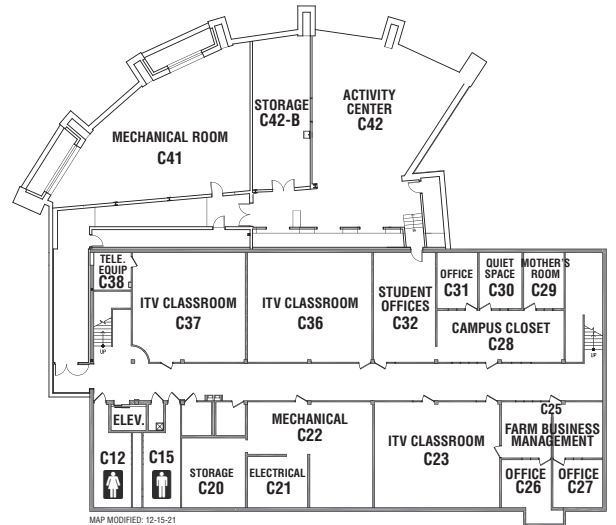 STORAGE
C42-B
ACTIVITY
CENTER
C42
MECHANICAL ROOM
C41
TELE.
EQUIP
C38
ITV CLASSROOM
C37
ITV CLASSROOM
C36
STUDENT
OFFICES
C32
OFFICE
C31
QUIET
SPACE
C30
MOTHER'S
ROOM
C29
CAMPUS CLOSET
C28
UP
UP
UP
ELEV.
C12
C15
STORAGE
C20
ELECTRICAL
C21
MECHANICAL
C22
ITV CLASSROOM
C23
C25
FARM BUSINESS
MANAGEMENT
OFFICE
C26
OFFICE
C27
MAP MODIFIED: 12-15-21